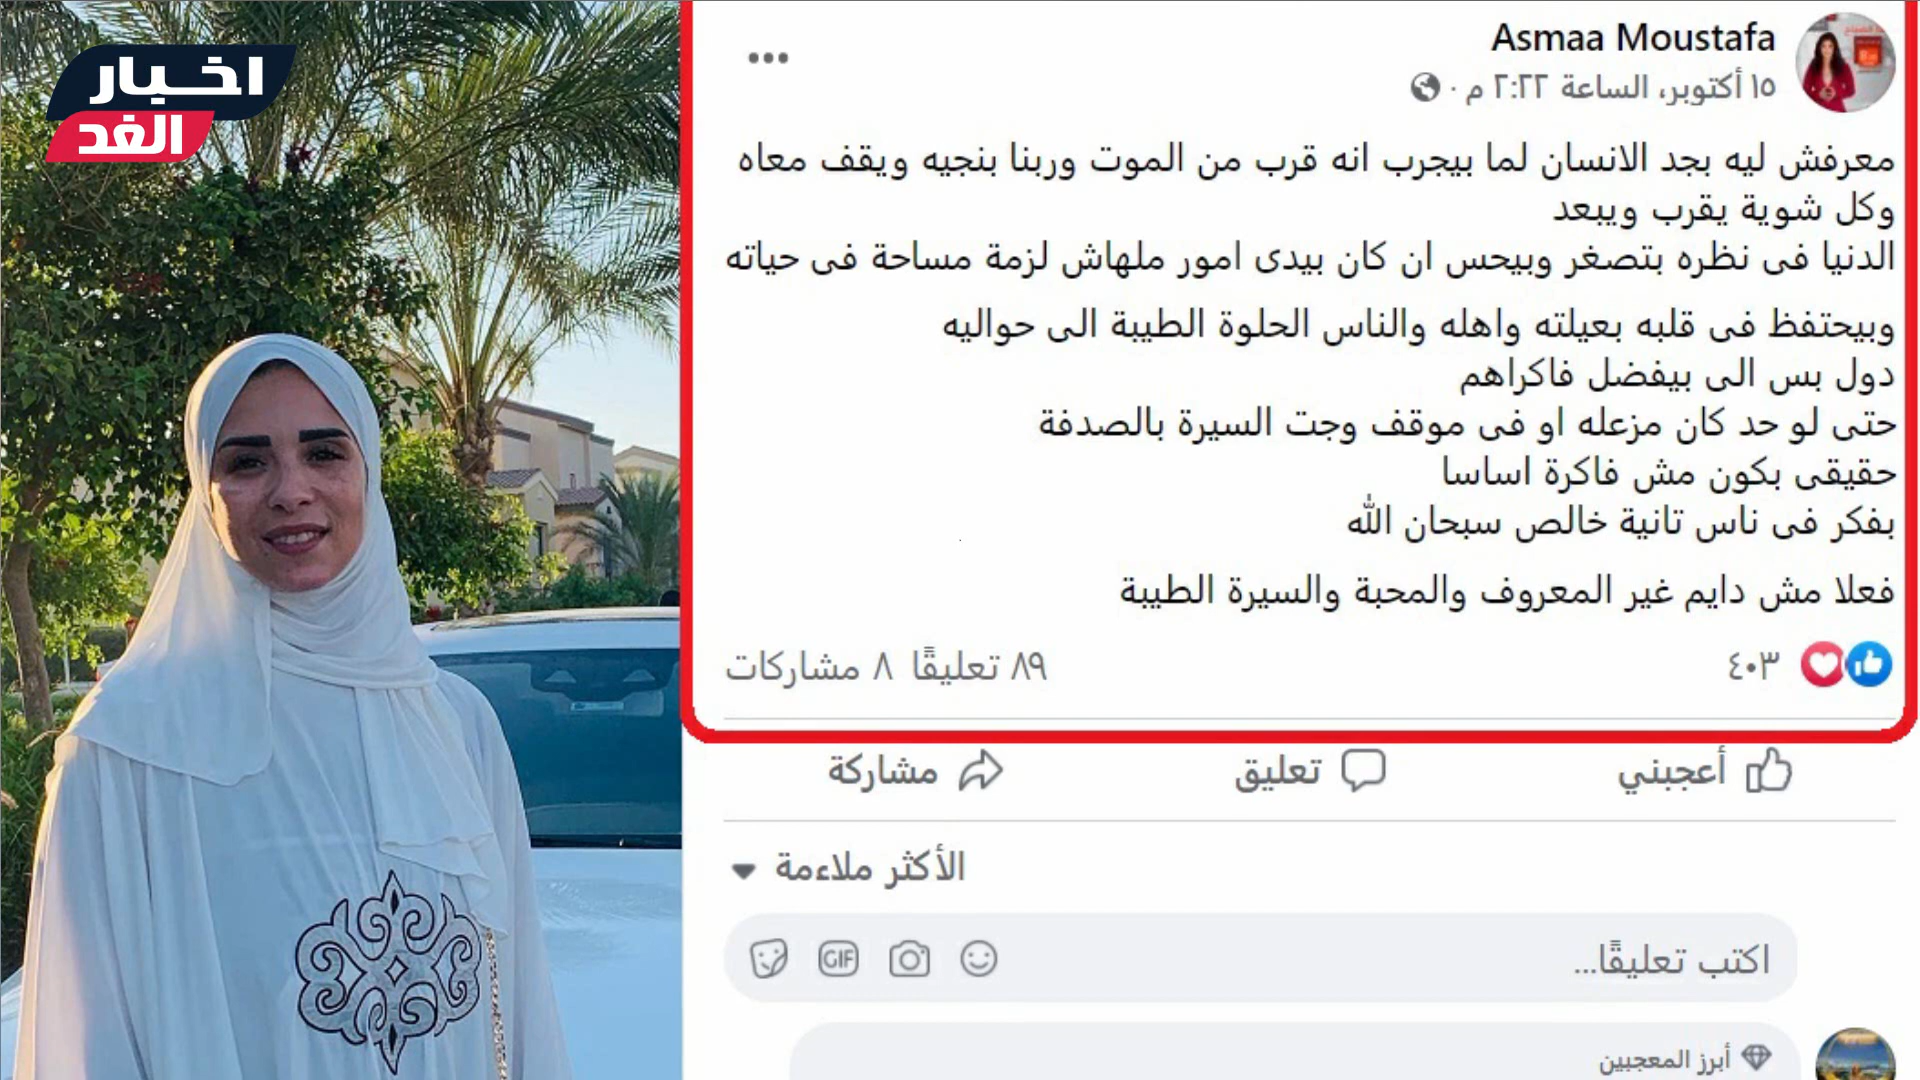 اخبار
الغد
Asmaa Moustafa
١٥ أكتوبر، الساعة ٢:٢٢ م ·
معرفش ليه بجد الانسان لما بيجرب انه قرب من الموت وربنا بنجيه ويقف معاه
وكل شوية يقرب ويبعد
الدنيا فى نظره بتصغر وبيحس ان كان بيدى امور ملهاش لزمة مساحة فى حياته
وبيحتفظ فى قلبه بعيلته واهله والناس الحلوة الطيبة الى حواليه
دول بس الى بيفضل فاكراهم
حتى لو حد كان مزعله او فى موقف وجت السيرة بالصدفة
حقيقى بكون مش فاكرة اساسا
بفكر فى ناس تانية خالص سبحان الله
فعلا مش دايم غير المعروف والمحبة والسيرة الطيبة
٤٠٣
٨٩ تعليقًا ٨ مشاركات
أعجبني
تعليق
مشاركة
الأكثر ملاءمة
اكتب تعليقًا...
GIF
أبرز المعجبين